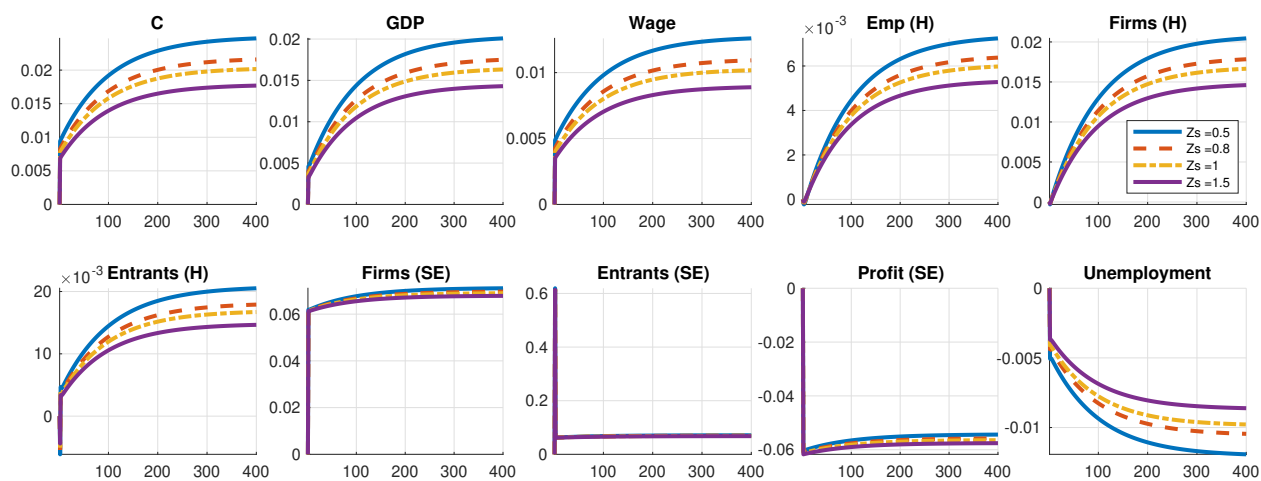 C
GDP
Wage
Emp (H)
Firms (H)
×10⁻³
0.02
0.015
0.01
0.005
0
100 200 300 400
0.02
0.015
0.01
0.005
0
100 200 300 400
0.01
0.005
0
100 200 300 400
6
4
2
0
100 200 300 400
0.02
0.015
0.01
0.005
0
100 200 300 400
Zs =0.5
Zs =0.8
Zs =1
Zs =1.5
Entrants (H)
Firms (SE)
Entrants (SE)
Profit (SE)
Unemployment
×10⁻³
20
10
0
100 200 300 400
0.06
0.04
0.02
0
100 200 300 400
0.6
0.4
0.2
0
100 200 300 400
0
-0.02
-0.04
-0.06
100 200 300 400
0
-0.005
-0.01
100 200 300 400